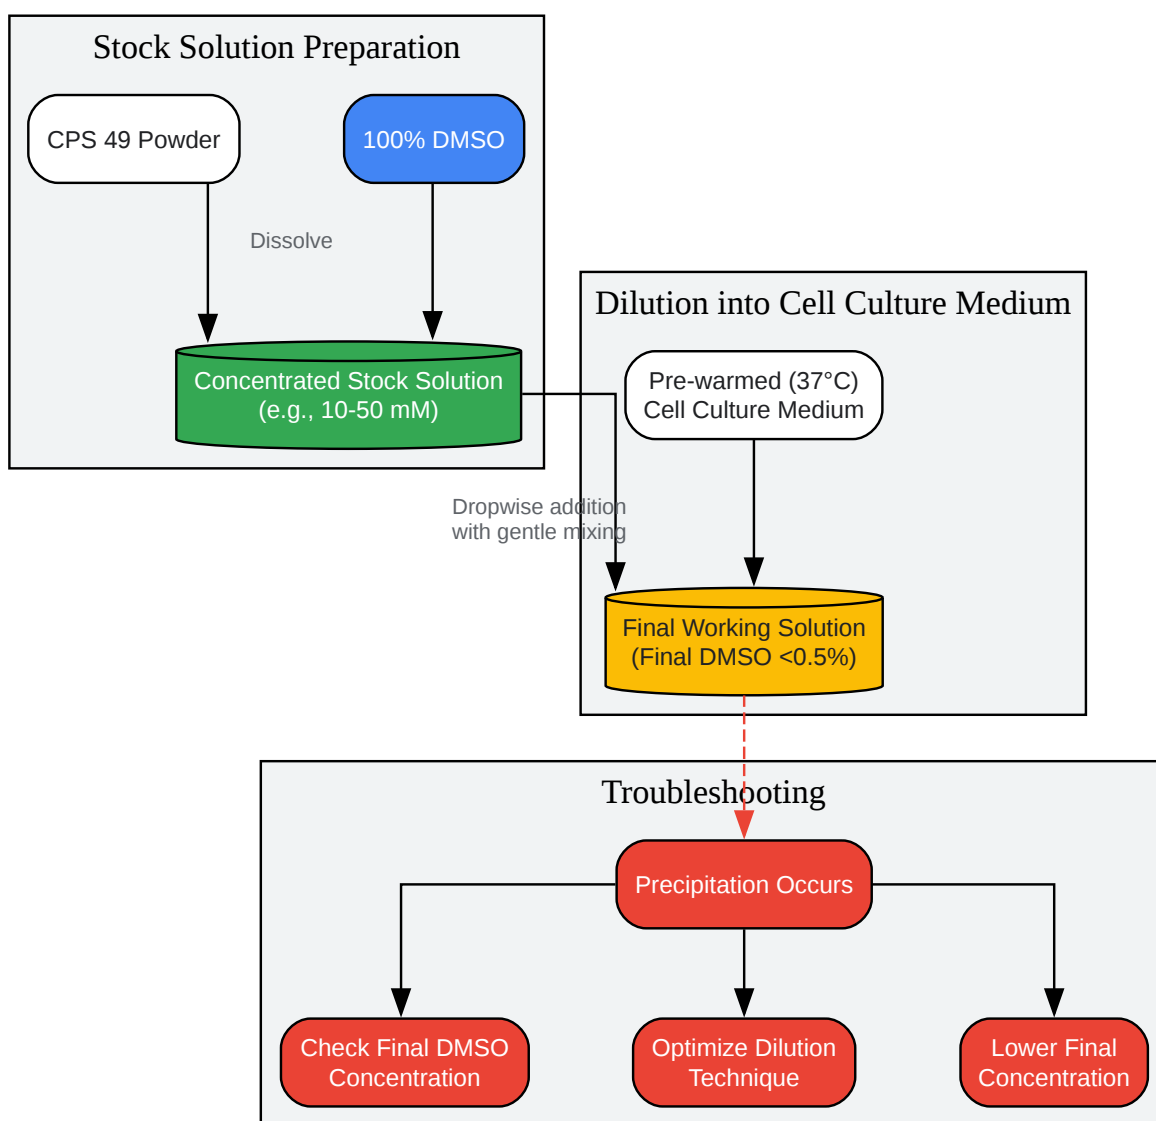 Stock Solution Preparation
CPS 49 Powder
100% DMSO
Dissolve
Concentrated Stock Solution
(e.g., 10-50 mM)
Dilution into Cell Culture Medium
Pre-warmed (37°C)
Cell Culture Medium
Dropwise addition
with gentle mixing
Final Working Solution
(Final DMSO <0.5%)
Troubleshooting
Precipitation Occurs
Check Final DMSO
Concentration
Optimize Dilution
Technique
Lower Final
Concentration